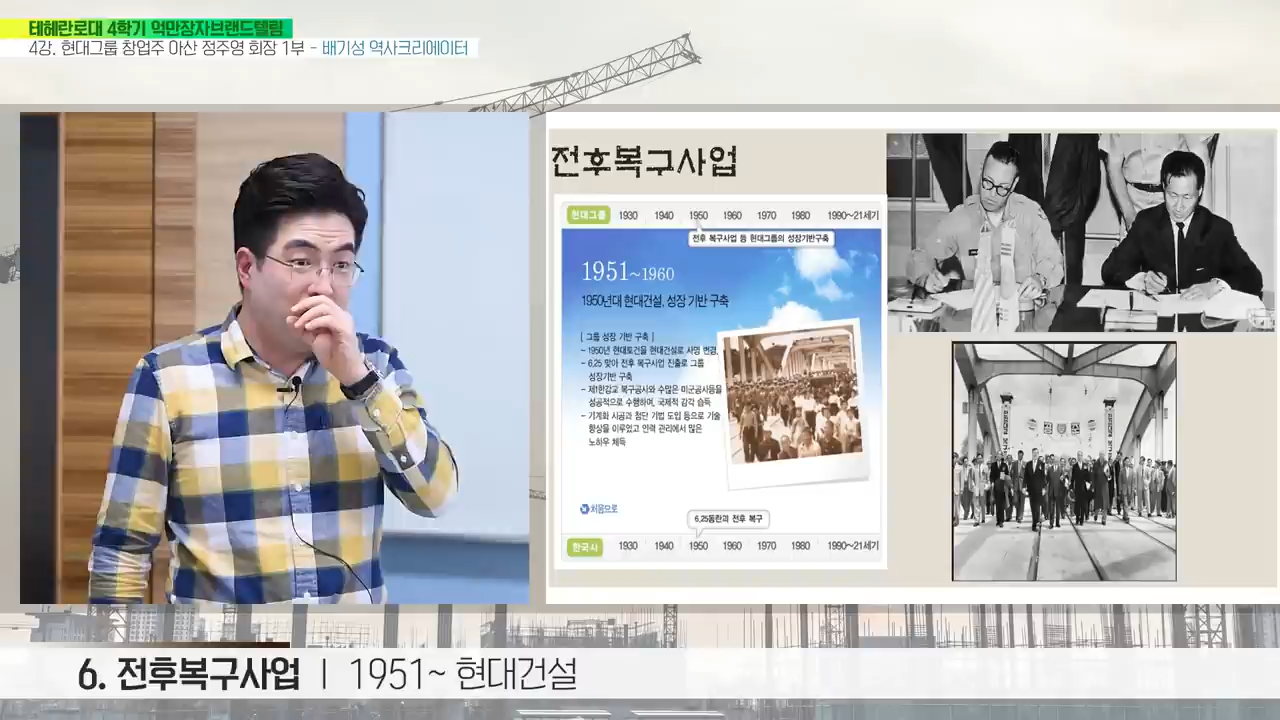 테헤란로대 4학기 억만장자브랜드텔링
4강. 현대그룹 창업주 아산 정주영 회장 1부 - 배기성 역사크리에이터
전후복구사업
현대그룹 1930 1940 1950 1960 1970 1980 1990~21세기
전후 복구사업 등 현대그룹의 성장기반구축
1951~1960
1950년대 현대건설, 성장 기반 구축
[ 그룹 성장 기반 구축 ]
- 1950년 현대토건을 현대건설로 사명 변경,
- 6.25 맞아 전후 복구사업 진출로 그룹
성장기반 구축
- 제1한강교 복구공사와 수많은 미군공사등을
성공적으로 수행하며, 국제적 감각 습득
- 기계화 시공과 첨단 기법 도입 등으로 기술
향상을 이루었고 인력 관리에서 많은
노하우 체득
처음으로
6.25동란과 전후 복구
한국사 1930 1940 1950 1960 1970 1980 1990~21세기
6. 전후복구사업 | 1951~ 현대건설